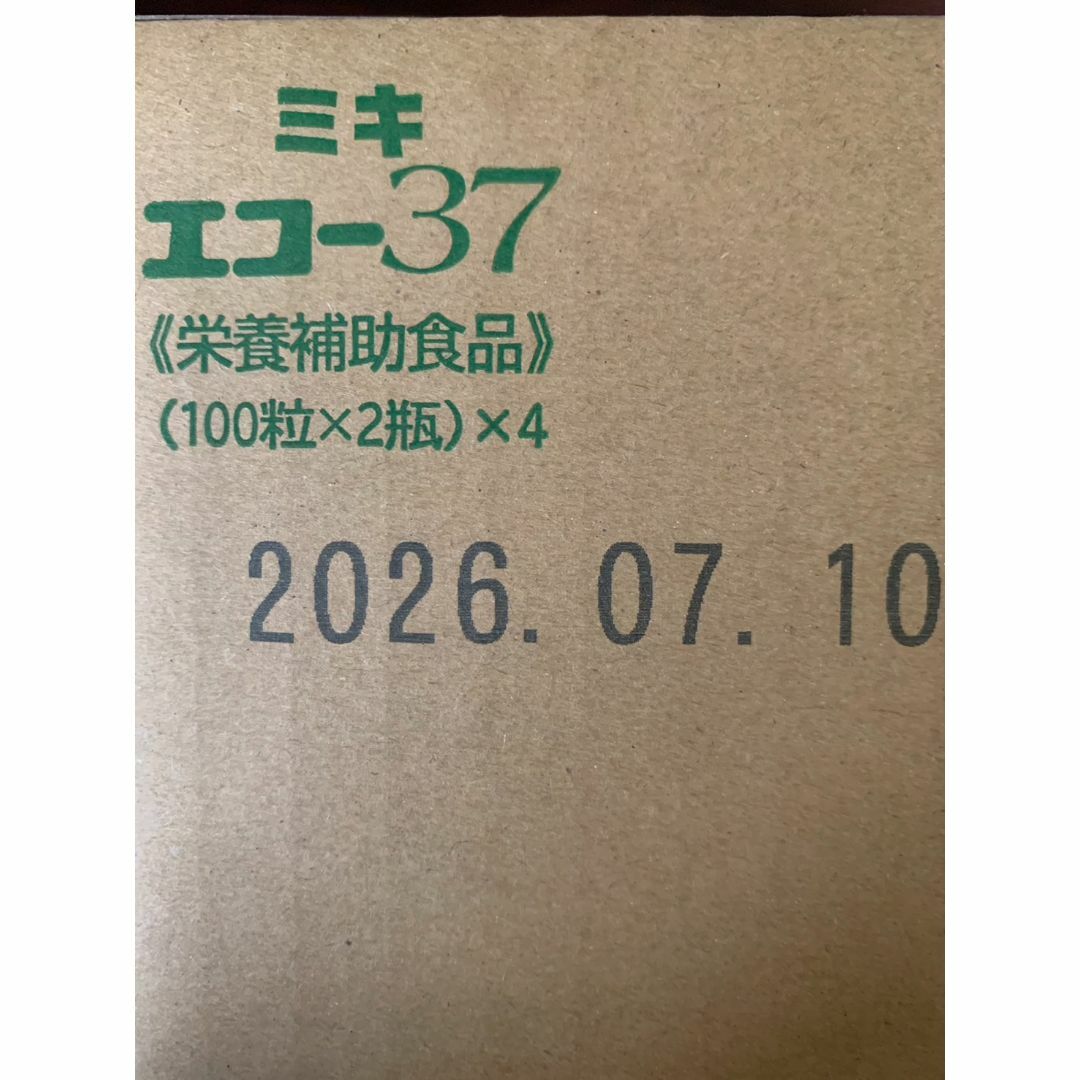 ミキ
エコー37
《栄養補助食品》
(100粒×2瓶)×4
2026. 07. 10